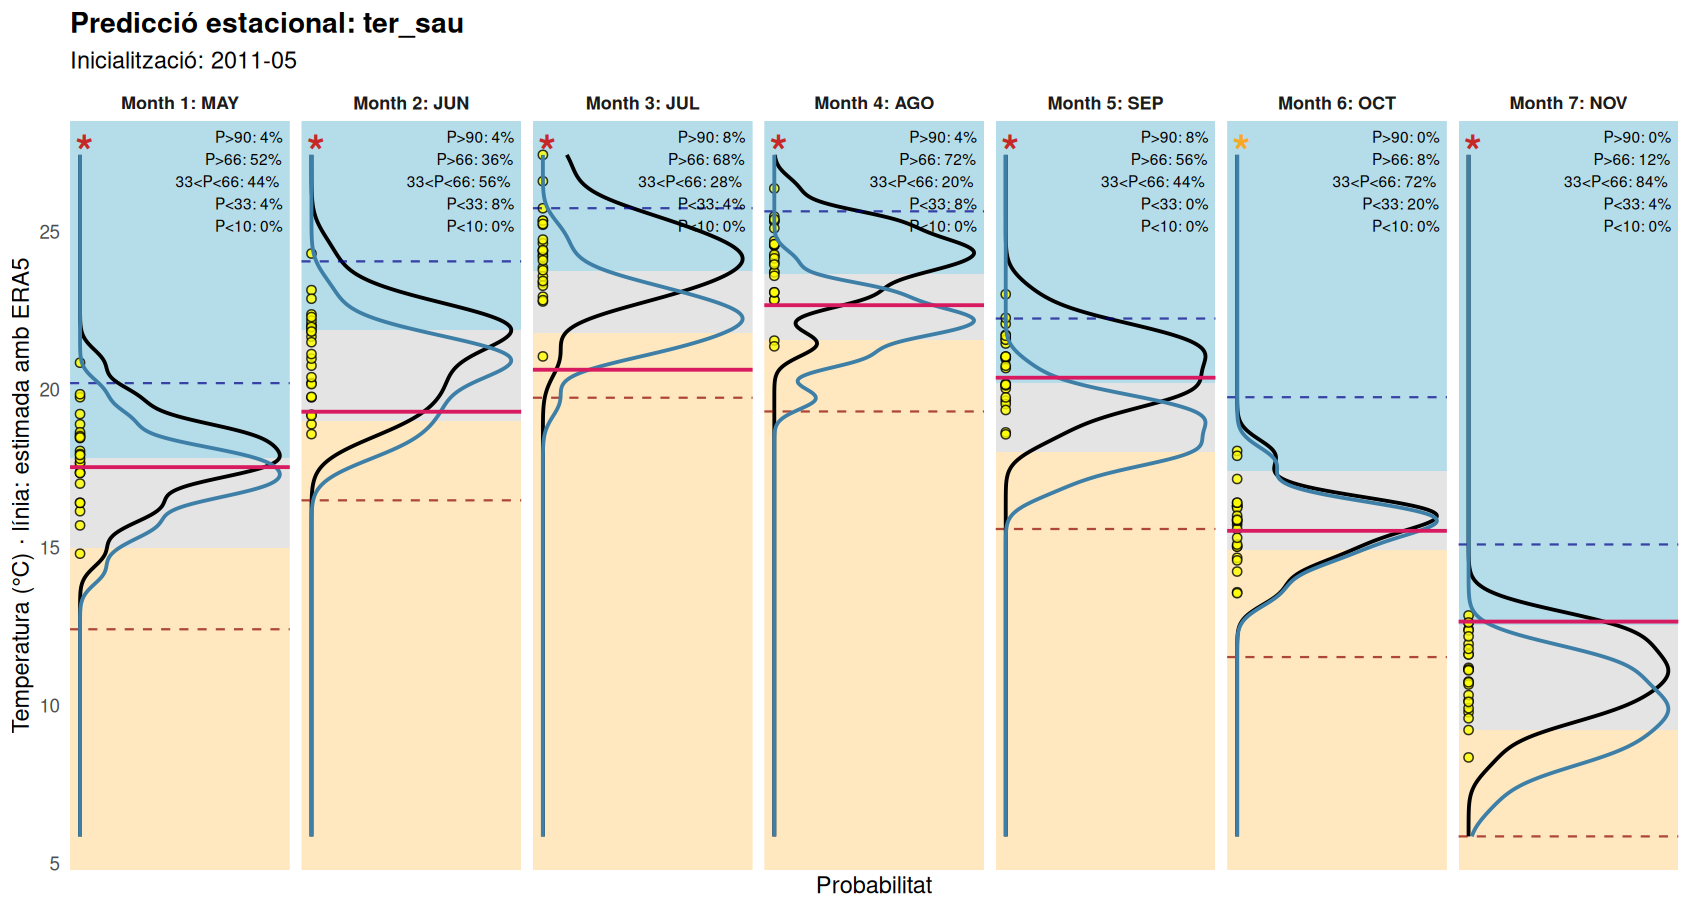 Predicció estacional: ter_sau
Inicialització: 2011-05
Month 1: MAY
Month 2: JUN
Month 3: JUL
Month 4: AGO
Month 5: SEP
Month 6: OCT
Month 7: NOV
*
P>90: 4%
P>66: 52%
33<P<66: 44%
P<33: 4%
P<10: 0%
*
P>90: 4%
P>66: 36%
33<P<66: 56%
P<33: 8%
P<10: 0%
*
P>90: 8%
P>66: 68%
33<P<66: 28%
P<33: 4%
P<10: 0%
*
P>90: 4%
P>66: 72%
33<P<66: 20%
P<33: 8%
P<10: 0%
*
P>90: 8%
P>66: 56%
33<P<66: 44%
P<33: 0%
P<10: 0%
*
P>90: 0%
P>66: 8%
33<P<66: 72%
P<33: 20%
P<10: 0%
*
P>90: 0%
P>66: 12%
33<P<66: 84%
P<33: 4%
P<10: 0%
25
20
15
10
5
Temperatura (°C) · línia: estimada amb ERA5
Probabilitat